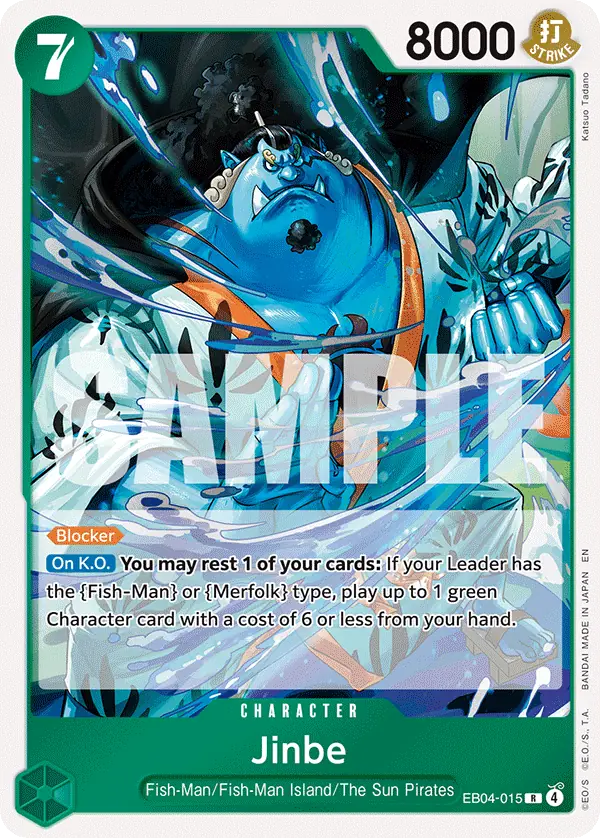 7
8000
打
STRIKE
Katsuo Tadano
SAMPLE
Blocker
On K.O. You may rest 1 of your cards: If your Leader has
the {Fish-Man} or {Merfolk} type, play up to 1 green
Character card with a cost of 6 or less from your hand.
CHARACTER
Jinbe
Fish-Man/Fish-Man Island/The Sun Pirates
EB04-015 R 4
©E.O./S., T.A. BANDAI MADE IN JAPAN EN
©EO/S